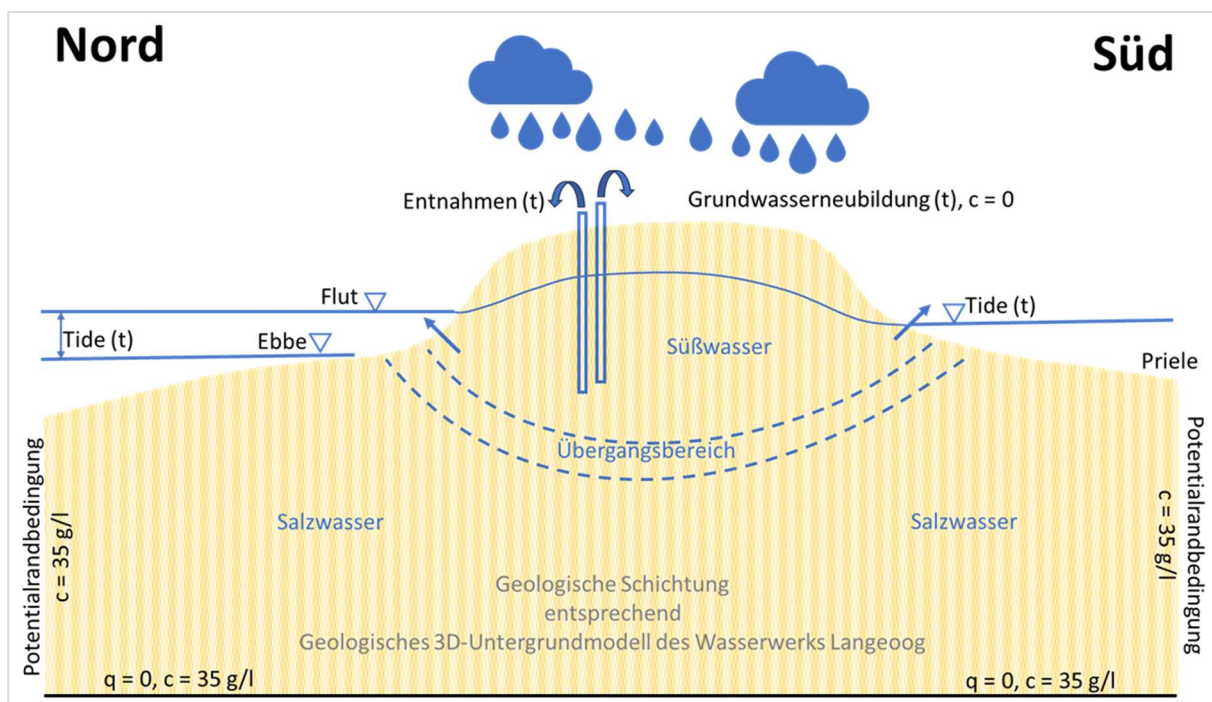 Nord
Süd
Entnahmen (t)
Grundwasserneubildung (t), c = 0
Flut
Tide (t)
Tide (t)
Ebbe
Süßwasser
Priele
Übergangsbereich
Potentialrandbedingung
c = 35 g/l
Salzwasser
Salzwasser
Potentialrandbedingung
c = 35 g/l
Geologische Schichtung
entsprechend
Geologisches 3D-Untergrundmodell des Wasserwerks Langeoog
q = 0, c = 35 g/l
q = 0, c = 35 g/l